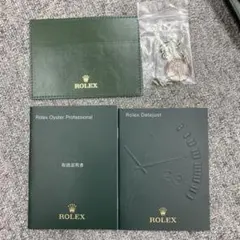 ROLEX
Rolex Oyster Professional
取扱説明書
ROLEX
Rolex Datejust
ROLEX